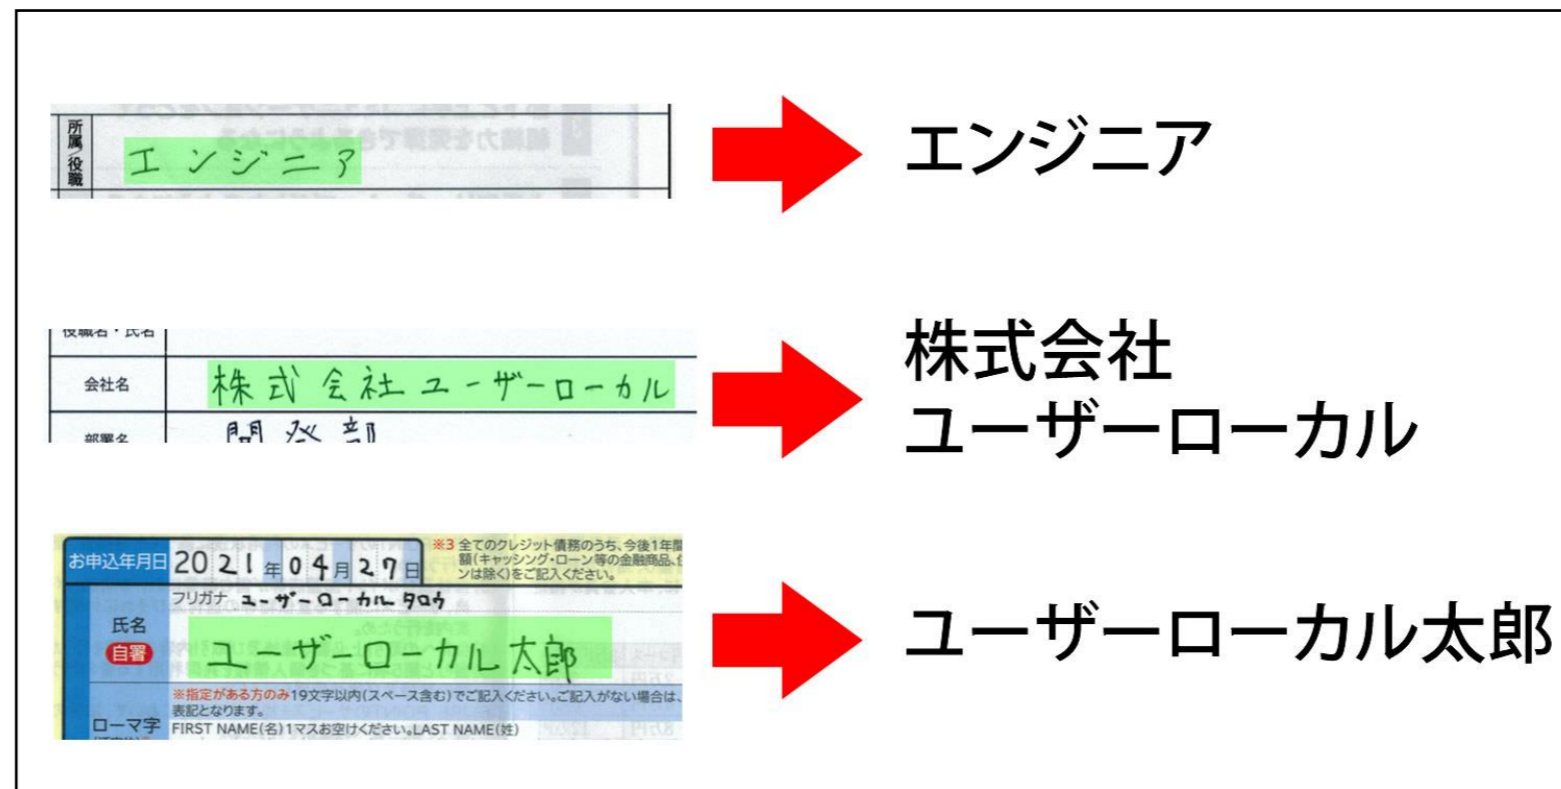 所属/役職
エンジニア
エンジニア
役職名・氏名
会社名
株式会社ユーザーローカル
部署名
開発部
株式会社
ユーザーローカル
お申込年月日
2021年04月27日
※3 全てのクレジット債務のうち、今後1年間
額(キャッシング・ローン等の金融商品、
ンは除く)をご記入ください。
フリガナ ユーザーローカル タロウ
氏名
自署
ユーザーローカル太郎
ユーザーローカル太郎
※指定がある方のみ19文字以内(スペース含む)でご記入ください。ご記入がない場合は、
表記となります。
ローマ字
FIRST NAME(名)1マスお空けください。LAST NAME(姓)